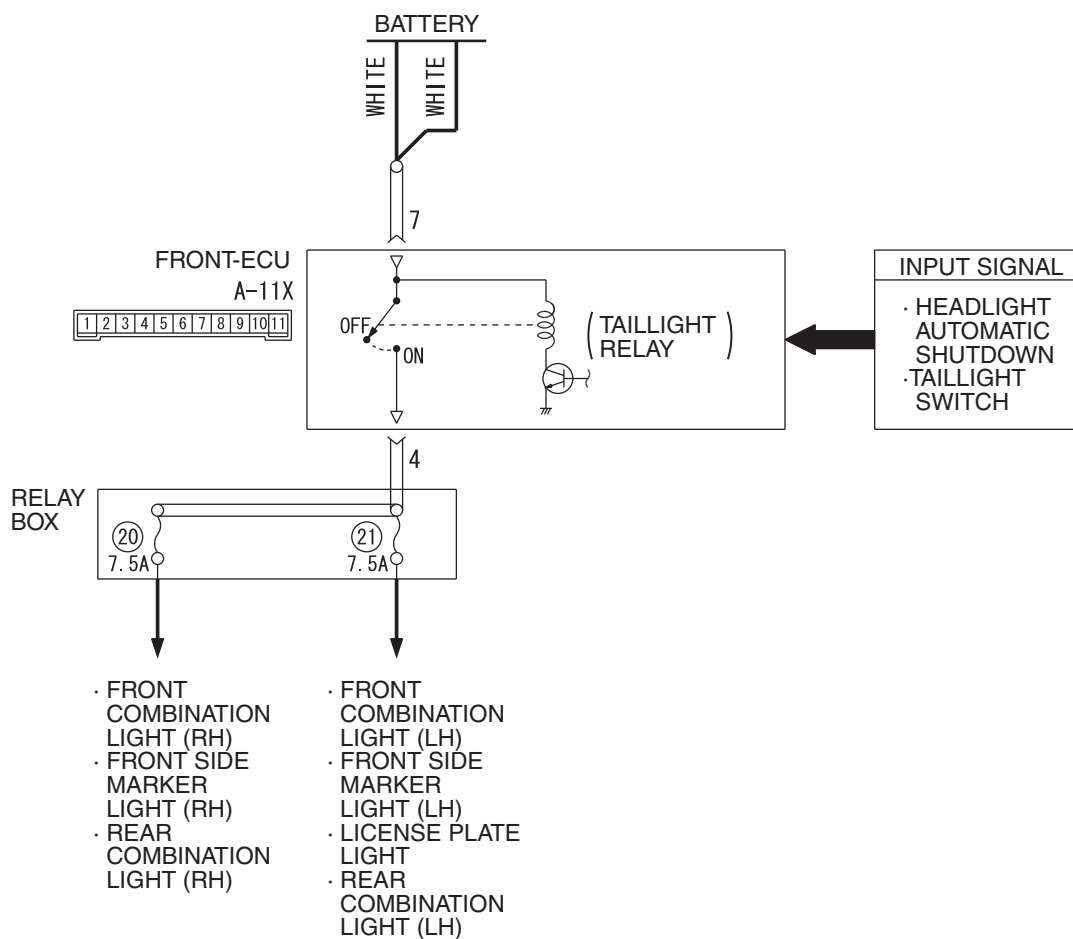 BATTERY
WHITE
WHITE
7
FRONT-ECU
A-11X
1 2 3 4 5 6 7 8 9 10 11
OFF
ON
( TAILLIGHT
RELAY )
INPUT SIGNAL
· HEADLIGHT
AUTOMATIC
SHUTDOWN
·TAILLIGHT
SWITCH
4
RELAY
BOX
20
7.5A
21
7.5A
· FRONT
COMBINATION
LIGHT (RH)
· FRONT SIDE
MARKER
LIGHT (RH)
· REAR
COMBINATION
LIGHT (RH)
· FRONT
COMBINATION
LIGHT (LH)
· FRONT SIDE
MARKER
LIGHT (LH)
· LICENSE PLATE
LIGHT
· REAR
COMBINATION
LIGHT (LH)